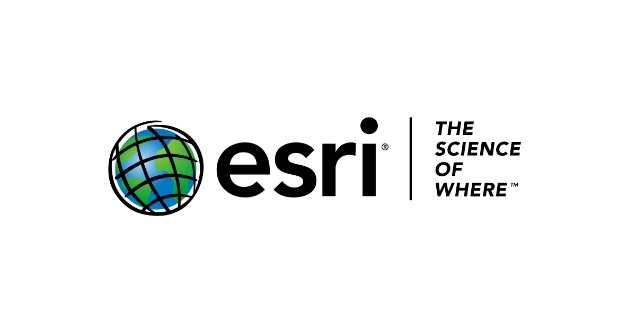 esri®
THE
SCIENCE
OF
WHERE™